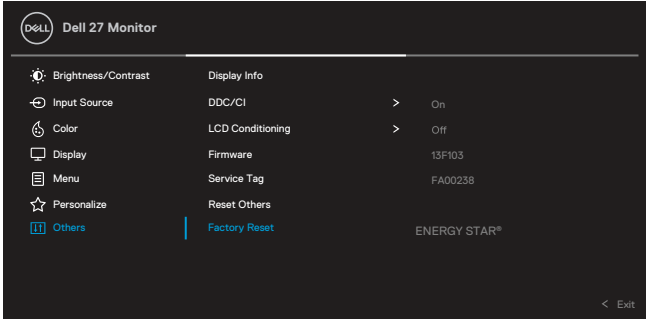 DELL Dell 27 Monitor
Brightness/Contrast Display Info
Input Source DDC/CI > On
Color LCD Conditioning > Off
Display Firmware 13F103
Menu Service Tag FA00238
Personalize Reset Others
Others Factory Reset ENERGY STAR®
< Exit